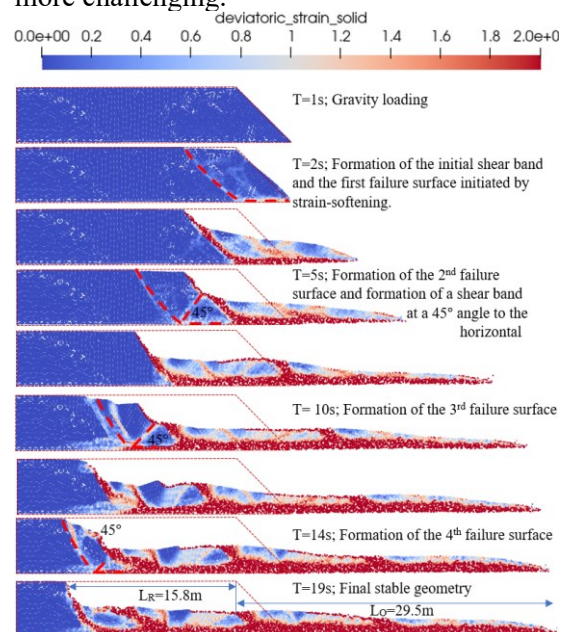 more challenging.
deviatoric_strain_solid
0.0e+00 0.2 0.4 0.6 0.8 1 1.2 1.4 1.6 1.8 2.0e+0
T=1s; Gravity loading
T=2s; Formation of the initial shear band
and the first failure surface initiated by
strain-softening.
T=5s; Formation of the 2nd failure
surface and formation of a shear band
45° at a 45° angle to the
horizontal
T= 10s; Formation of the 3rd failure surface
45°
45° T=14s; Formation of the 4th failure surface
T=19s; Final stable geometry
LR=15.8m
LO=29.5m